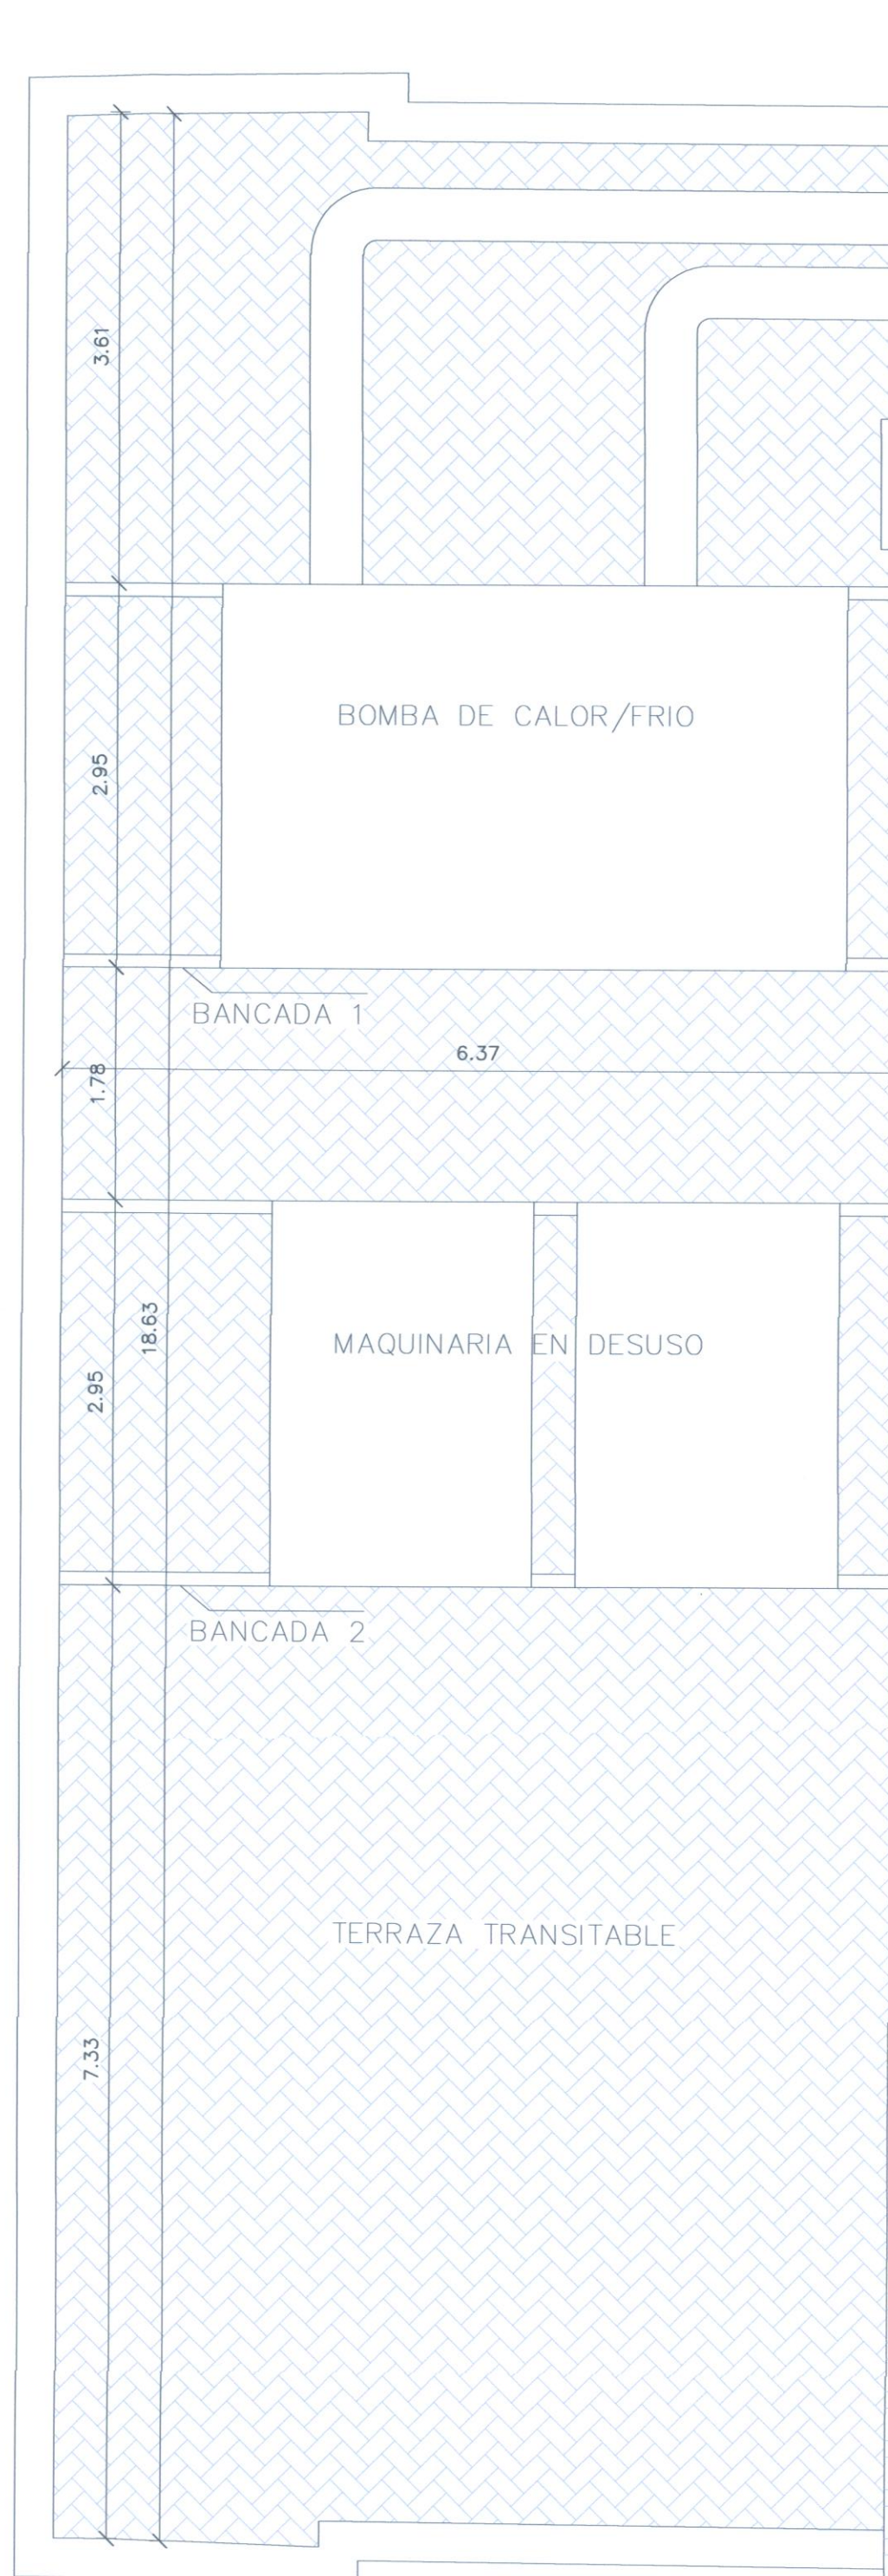 3.61
BOMBA DE CALOR/FRIO
2.95
BANCADA 1
6.37
1.78
18.63
MAQUINARIA EN DESUSO
2.95
BANCADA 2
TERRAZA TRANSITABLE
7.33